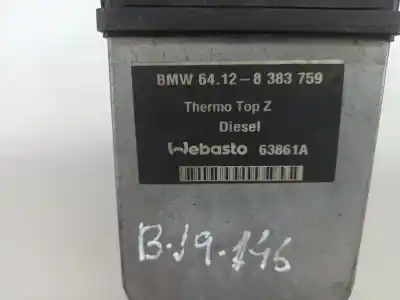 BMW 64.12-8 383 759
Thermo Top Z
Diesel
Webasto 63861A
B.19.146